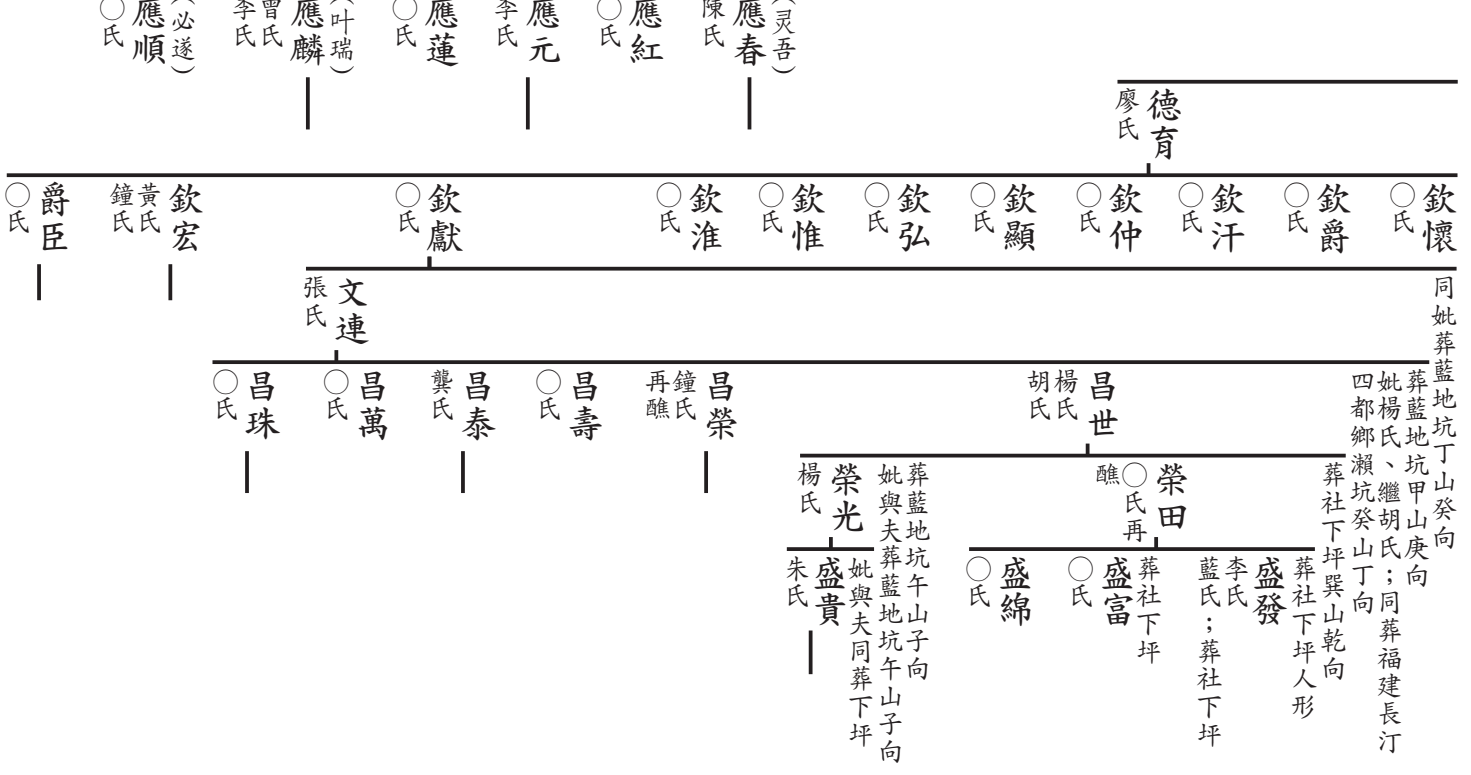 ︵灵吾︶
應春
陳氏
應紅
○氏
應元
李氏
應蓮
○氏
︵叶瑞︶
應麟
曾氏
李氏
︵必遂︶
應順
○氏
德育
廖氏
欽懷
○氏
欽爵
○氏
欽汗
○氏
欽仲
○氏
欽顯
○氏
欽弘
○氏
欽惟
○氏
欽淮
○氏
欽獻
○氏
欽宏
黃氏
鐘氏
爵臣
○氏
同妣葬藍地坑丁山癸向
文連
張氏
葬藍地坑甲山庚向
妣楊氏、繼胡氏；同葬福建長汀
四都鄉瀨坑癸山丁向
昌世
楊氏
胡氏
昌榮
鐘氏
再醮
昌壽
○氏
昌泰
龔氏
昌萬
○氏
昌珠
○氏
葬社下坪巽山乾向
榮田
○氏再
醮
葬藍地坑午山子向
妣與夫葬藍地坑午山子向
榮光
楊氏
葬社下坪人形
盛發
李氏
藍氏；葬社下坪
葬社下坪
盛富
○氏
盛綿
○氏
妣與夫同葬下坪
盛貴
朱氏